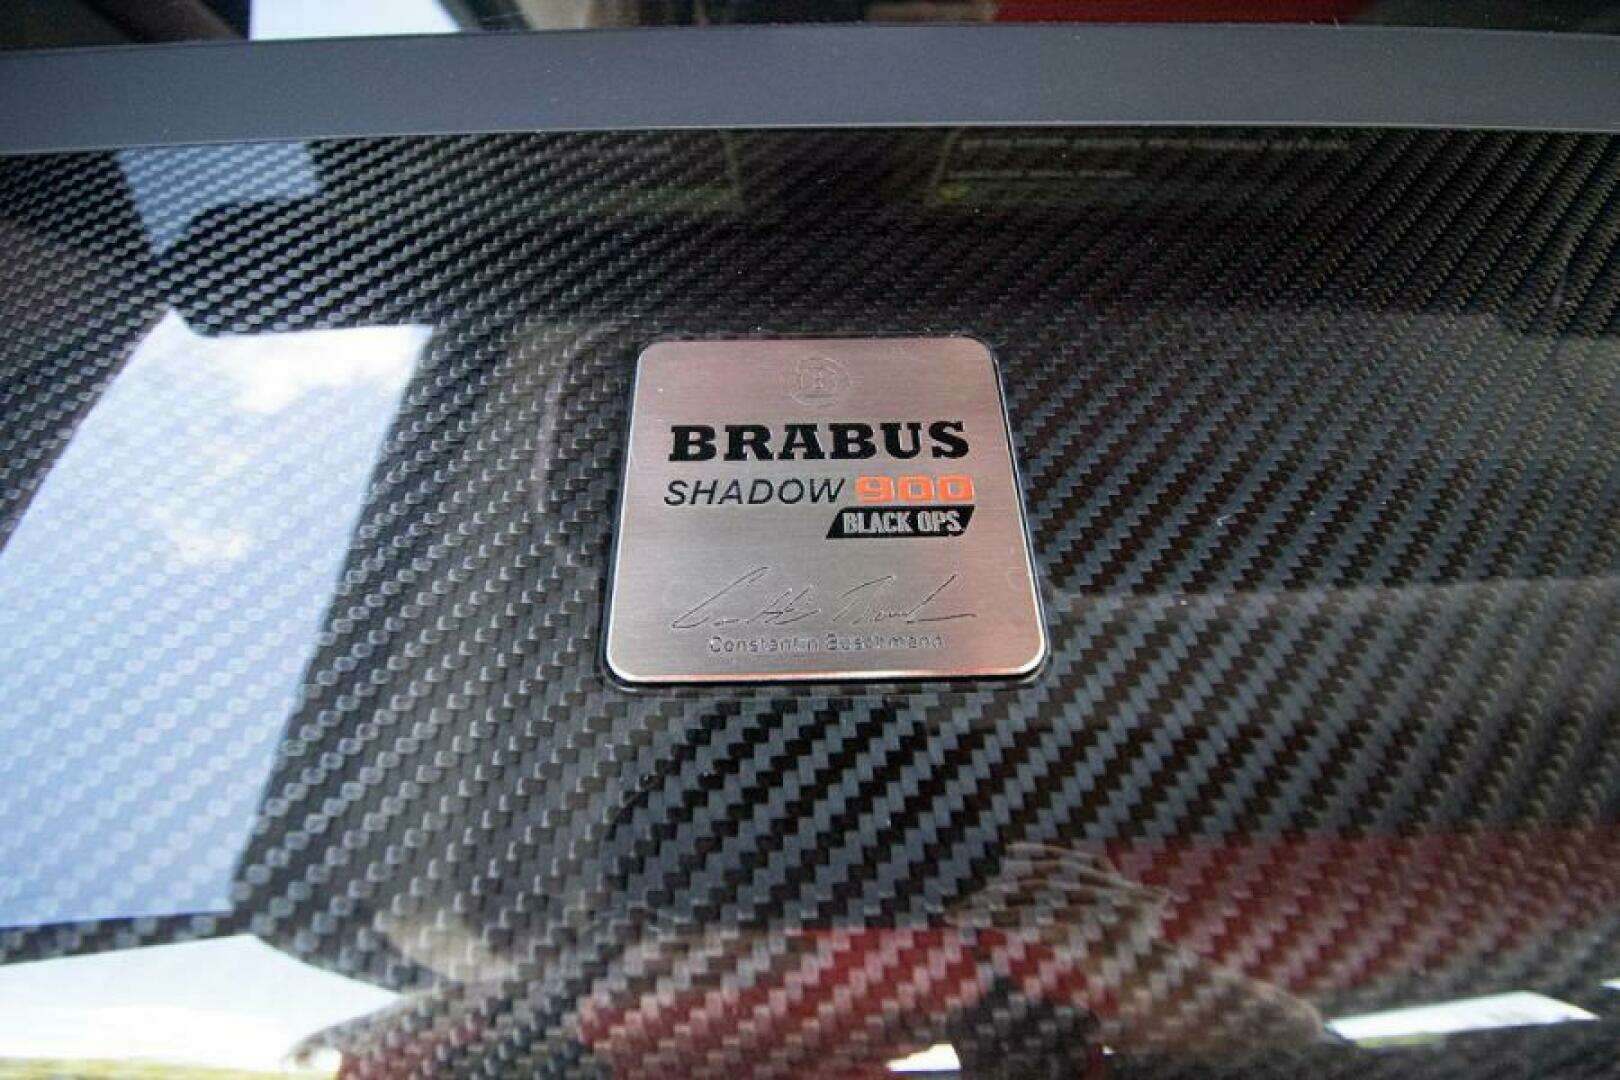 BRABUS
SHADOW 900
BLACK OPS
Constantin Buschmann